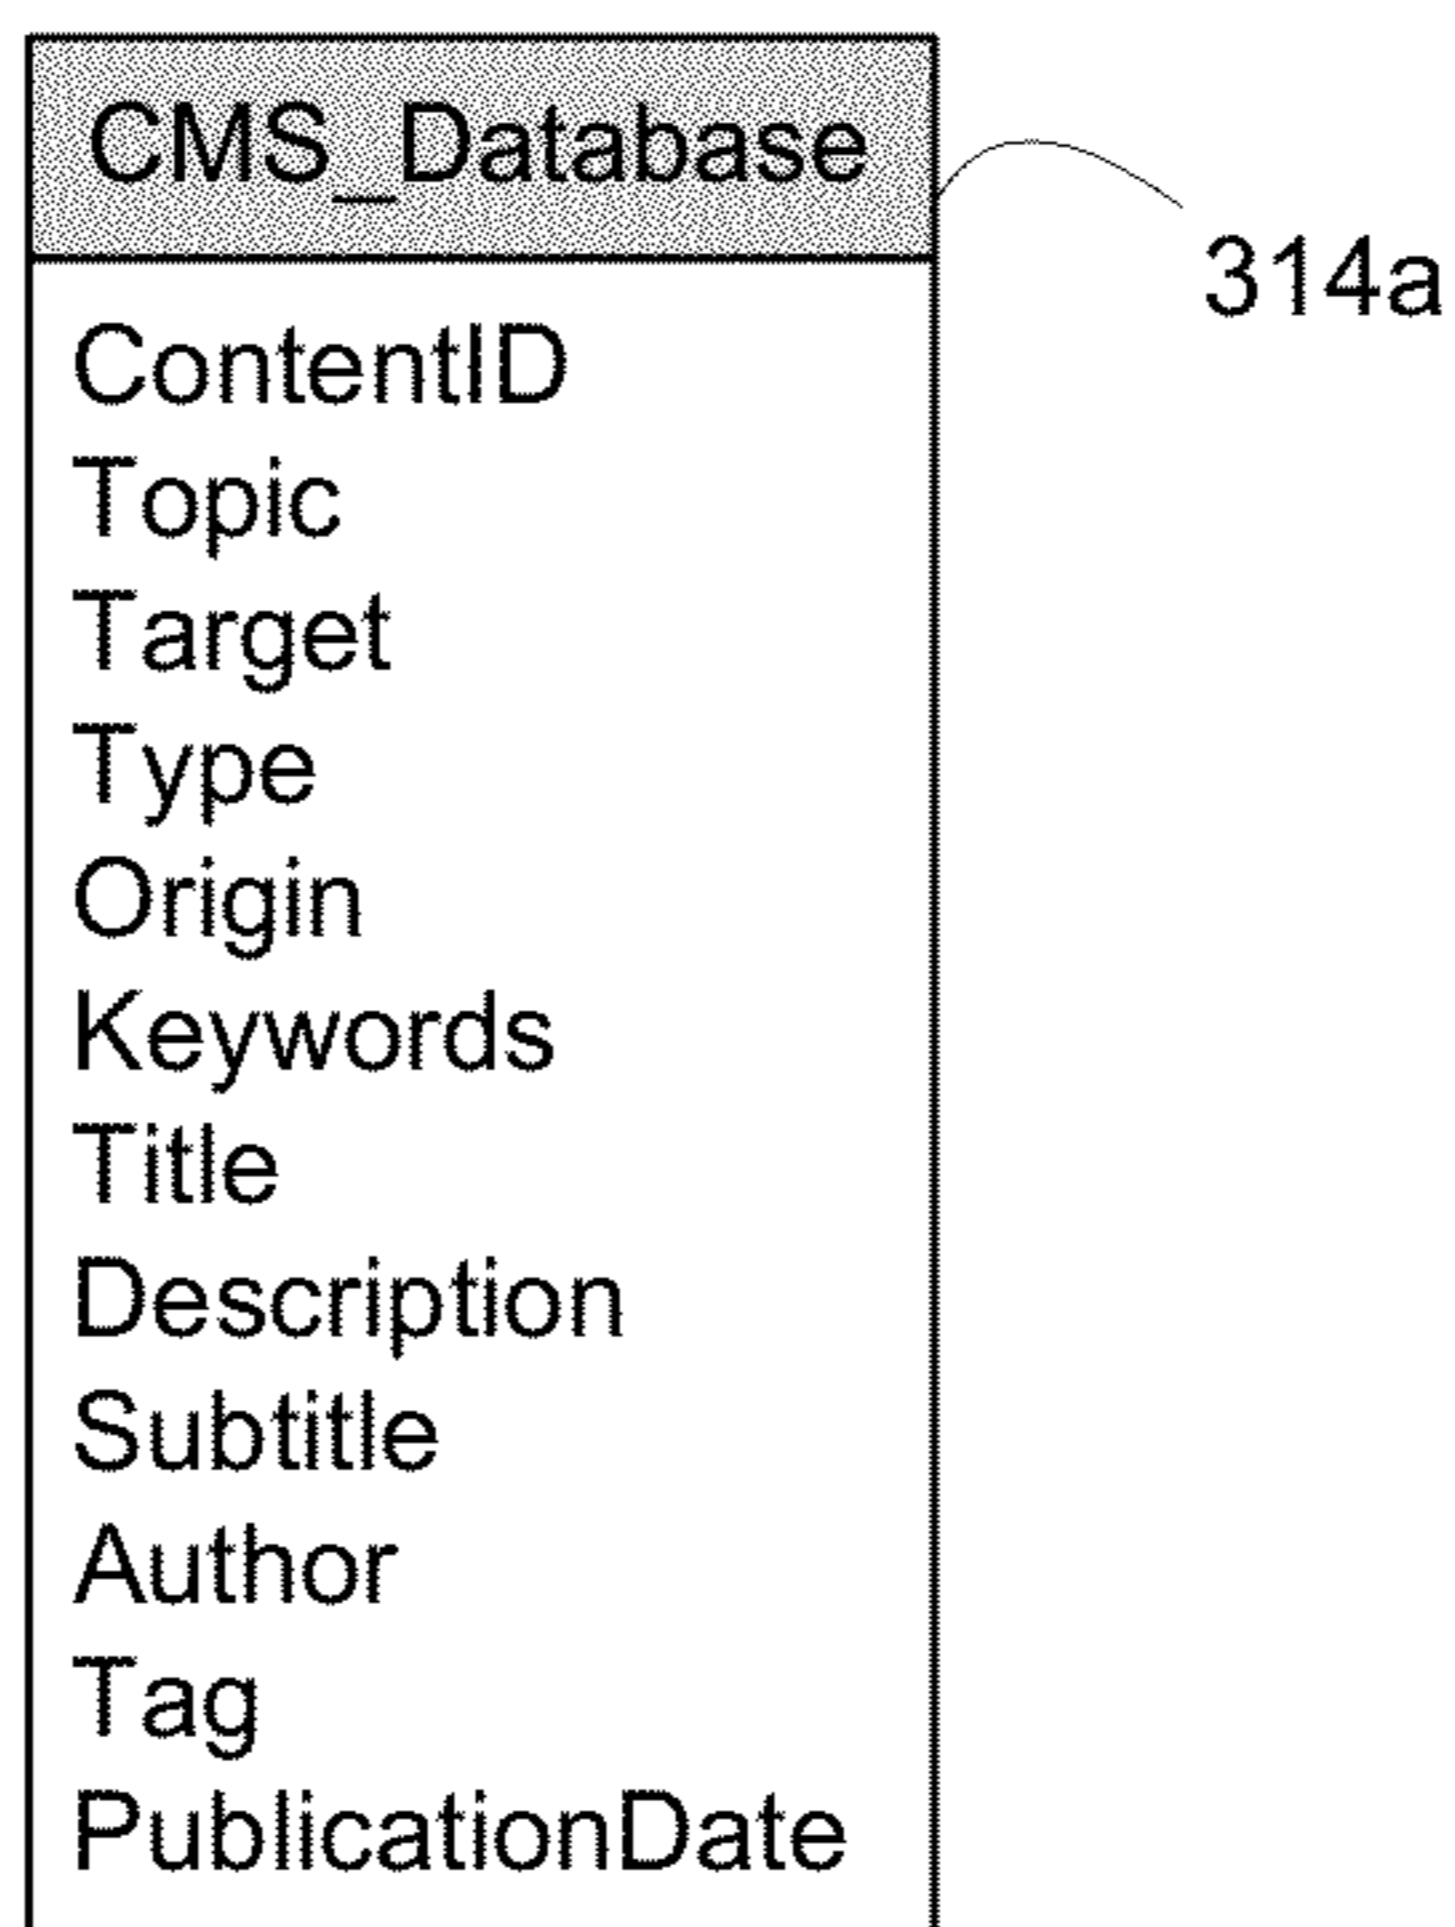 CMS_Database
314a
ContentID
Topic
Target
Type
Origin
Keywords
Title
Description
Subtitle
Author
Tag
PublicationDate